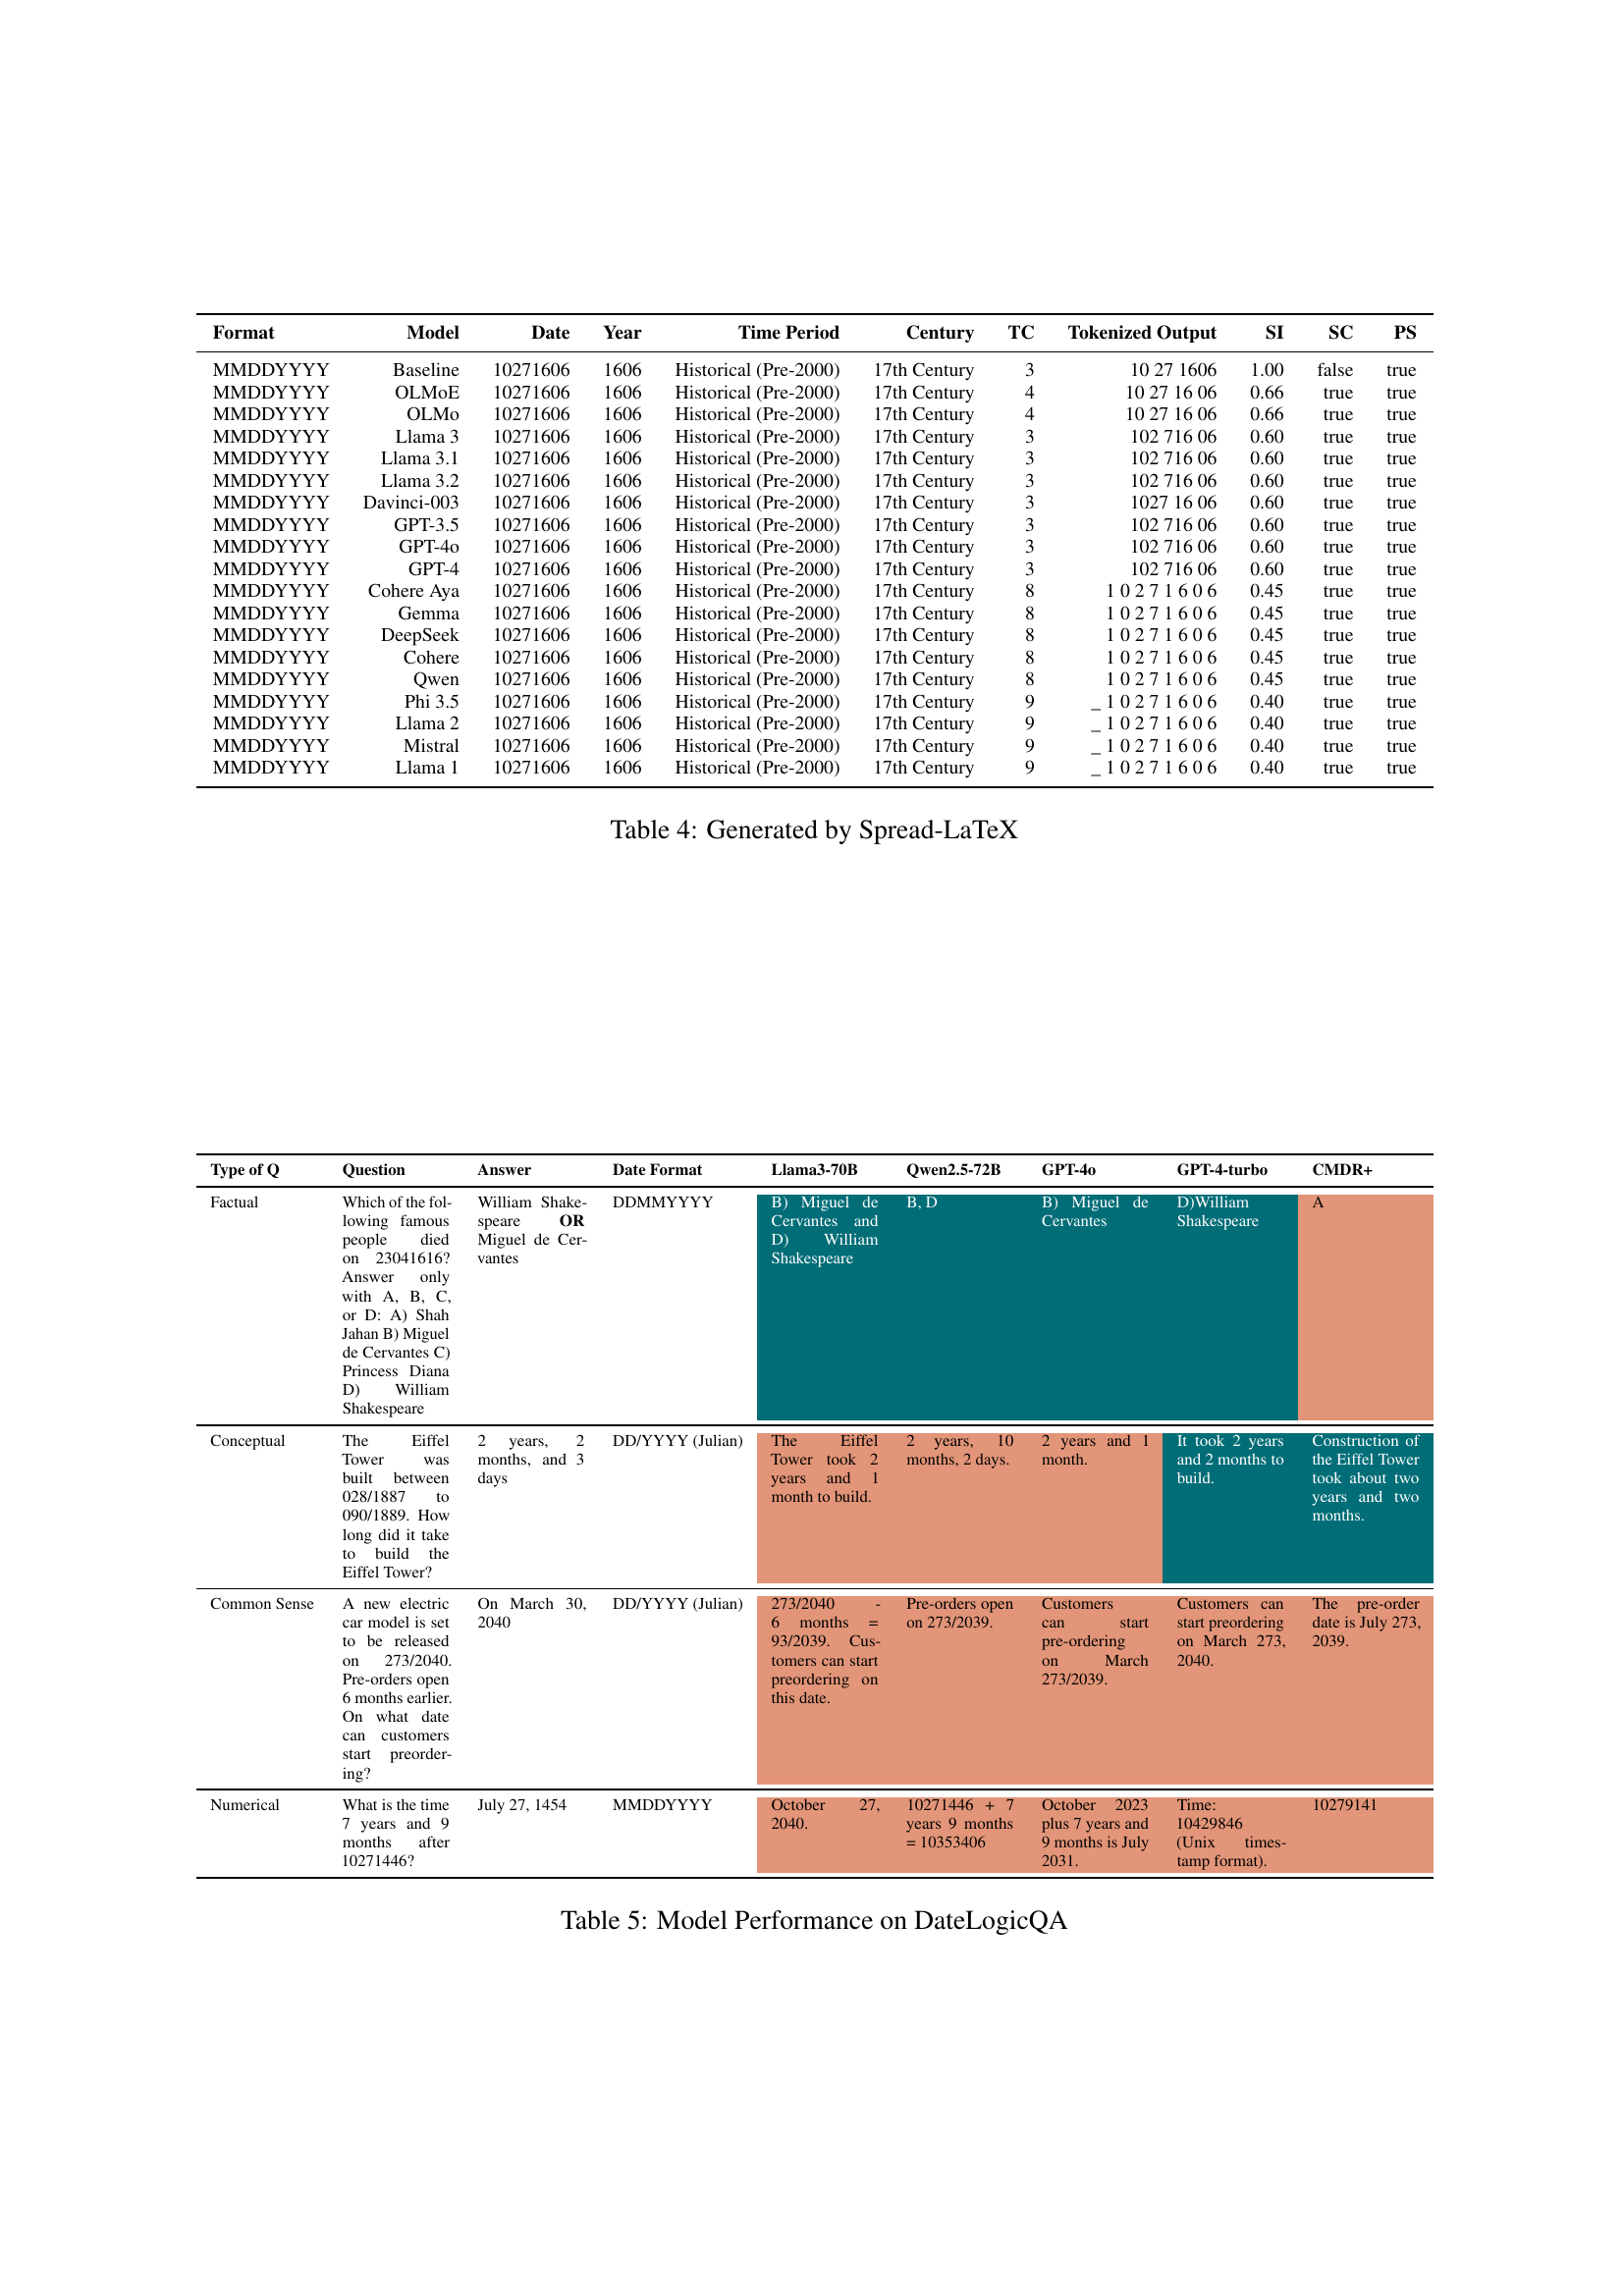 Format Model Date Year Time Period Century TC Tokenized Output SI SC PS
MMDDYYYY Baseline 10271606 1606 Historical (Pre-2000) 17th Century 3 10 27 1606 1.00 false true
MMDDYYYY OLMoE 10271606 1606 Historical (Pre-2000) 17th Century 4 10 27 16 06 0.66 true true
MMDDYYYY OLMo 10271606 1606 Historical (Pre-2000) 17th Century 4 10 27 16 06 0.66 true true
MMDDYYYY Llama 3 10271606 1606 Historical (Pre-2000) 17th Century 3 102 716 06 0.60 true true
MMDDYYYY Llama 3.1 10271606 1606 Historical (Pre-2000) 17th Century 3 102 716 06 0.60 true true
MMDDYYYY Llama 3.2 10271606 1606 Historical (Pre-2000) 17th Century 3 102 716 06 0.60 true true
MMDDYYYY Davinci-003 10271606 1606 Historical (Pre-2000) 17th Century 3 1027 16 06 0.60 true true
MMDDYYYY GPT-3.5 10271606 1606 Historical (Pre-2000) 17th Century 3 102 716 06 0.60 true true
MMDDYYYY GPT-4o 10271606 1606 Historical (Pre-2000) 17th Century 3 102 716 06 0.60 true true
MMDDYYYY GPT-4 10271606 1606 Historical (Pre-2000) 17th Century 3 102 716 06 0.60 true true
MMDDYYYY Cohere Aya 10271606 1606 Historical (Pre-2000) 17th Century 8 1 0 2 7 1 6 0 6 0.45 true true
MMDDYYYY Gemma 10271606 1606 Historical (Pre-2000) 17th Century 8 1 0 2 7 1 6 0 6 0.45 true true
MMDDYYYY DeepSeek 10271606 1606 Historical (Pre-2000) 17th Century 8 1 0 2 7 1 6 0 6 0.45 true true
MMDDYYYY Cohere 10271606 1606 Historical (Pre-2000) 17th Century 8 1 0 2 7 1 6 0 6 0.45 true true
MMDDYYYY Qwen 10271606 1606 Historical (Pre-2000) 17th Century 8 1 0 2 7 1 6 0 6 0.45 true true
MMDDYYYY Phi 3.5 10271606 1606 Historical (Pre-2000) 17th Century 9 _ 1 0 2 7 1 6 0 6 0.40 true true
MMDDYYYY Llama 2 10271606 1606 Historical (Pre-2000) 17th Century 9 _ 1 0 2 7 1 6 0 6 0.40 true true
MMDDYYYY Mistral 10271606 1606 Historical (Pre-2000) 17th Century 9 _ 1 0 2 7 1 6 0 6 0.40 true true
MMDDYYYY Llama 1 10271606 1606 Historical (Pre-2000) 17th Century 9 _ 1 0 2 7 1 6 0 6 0.40 true true
Table 4: Generated by Spread-LaTeX
Type of Q Question Answer Date Format Llama3-70B Qwen2.5-72B GPT-4o GPT-4-turbo CMDR+
Factual
Which of the fol-
lowing famous
people died
on 23041616?
Answer only
with A, B, C,
or D: A) Shah
Jahan B) Miguel
de Cervantes C)
Princess Diana
D) William
Shakespeare
William Shake-
speare OR
Miguel de Cer-
vantes
DDMMYYYY
B) Miguel de
Cervantes and
D) William
Shakespeare
B, D
B) Miguel de
Cervantes
D)William
Shakespeare
A
Conceptual
The Eiffel
Tower was
built between
028/1887 to
090/1889. How
long did it take
to build the
Eiffel Tower?
2 years, 2
months, and 3
days
DD/YYYY (Julian)
The Eiffel
Tower took 2
years and 1
month to build.
2 years, 10
months, 2 days.
2 years and 1
month.
It took 2 years
and 2 months to
build.
Construction of
the Eiffel Tower
took about two
years and two
months.
Common Sense
A new electric
car model is set
to be released
on 273/2040.
Pre-orders open
6 months earlier.
On what date
can customers
start preorder-
ing?
On March 30,
2040
DD/YYYY (Julian)
273/2040 -
6 months =
93/2039. Cus-
tomers can start
preordering on
this date.
Pre-orders open
on 273/2039.
Customers
can start
pre-ordering
on March
273/2039.
Customers can
start preordering
on March 273,
2040.
The pre-order
date is July 273,
2039.
Numerical
What is the time
7 years and 9
months after
10271446?
July 27, 1454
MMDDYYYY
October 27,
2040.
10271446 + 7
years 9 months
= 10353406
October 2023
plus 7 years and
9 months is July
2031.
Time:
10429846
(Unix times-
tamp format).
10279141
Table 5: Model Performance on DateLogicQA